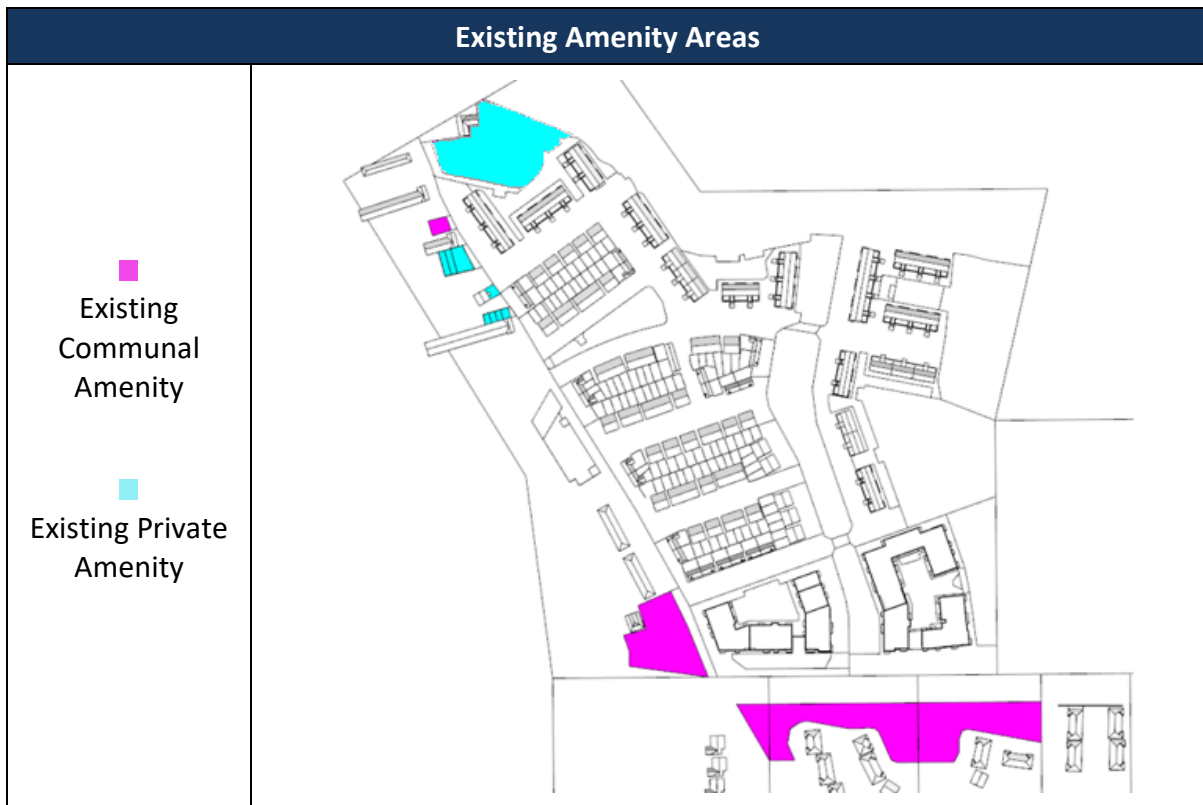 Existing Amenity Areas
Existing
Communal
Amenity
Existing Private
Amenity